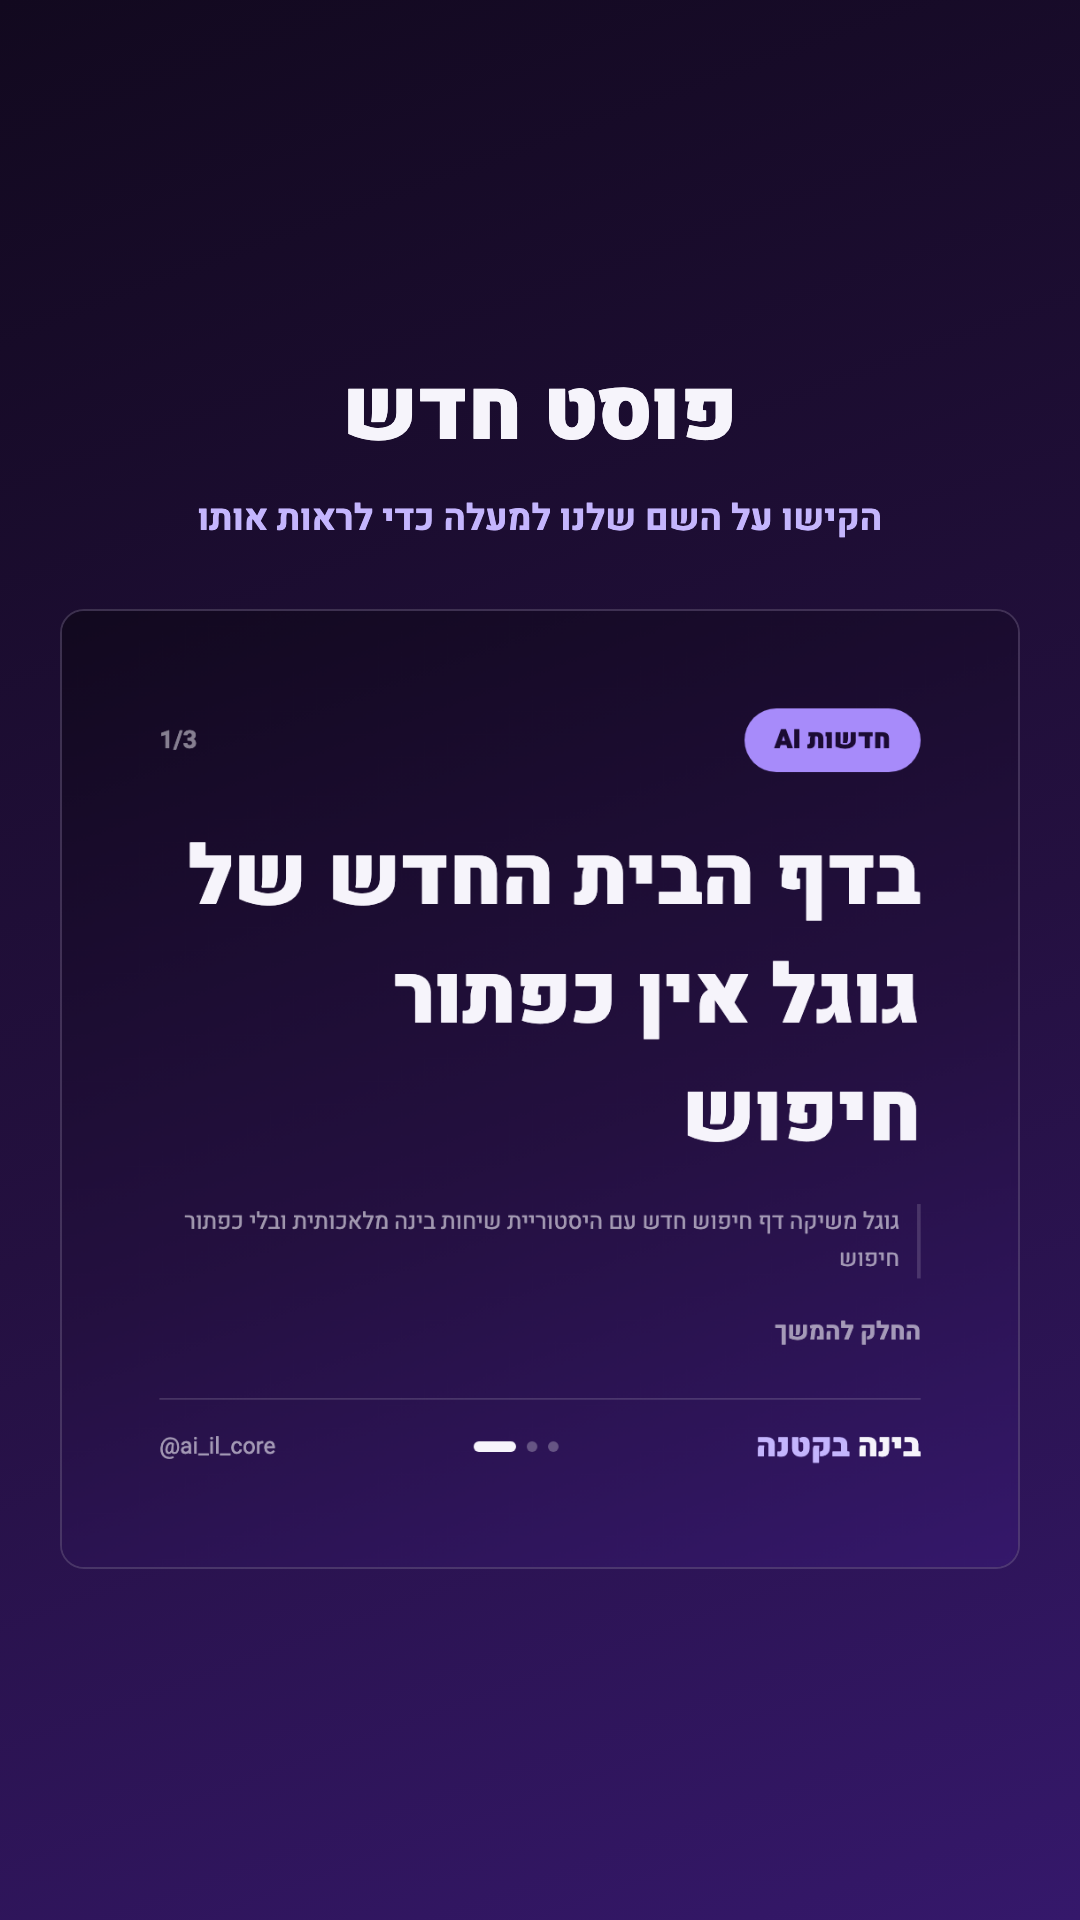 פוסט חדש
הקישו על השם שלנו למעלה כדי לראות אותו
חדשות AI
1/3
בדף הבית החדש של
גוגל אין כפתור
חיפוש
גוגל משיקה דף חיפוש חדש עם היסטוריית שיחות בינה מלאכותית ובלי כפתור
חיפוש
החלק להמשך
בינה בקטנה
@ai_il_core